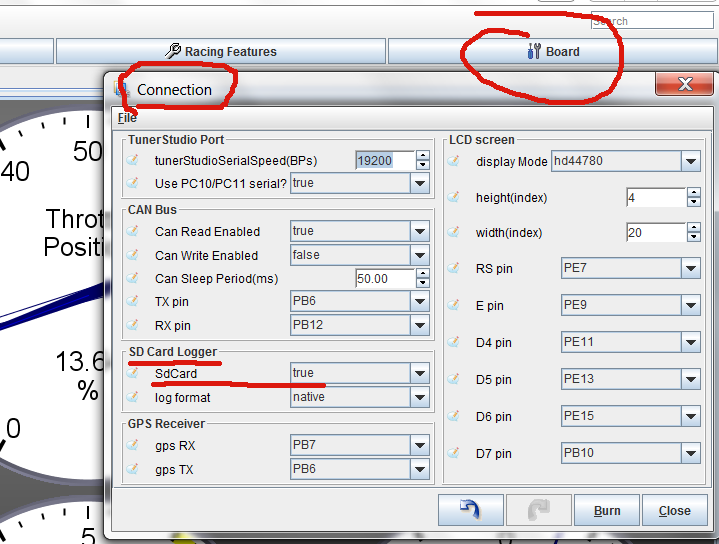 Search
Racing Features
Board
Connection
File
TunerStudio Port
tunerStudioSerialSpeed(BPs) 19200
Use PC10/PC11 serial? true
CAN Bus
Can Read Enabled true
Can Write Enabled false
Can Sleep Period(ms) 50.00
TX pin PB6
RX pin PB12
SD Card Logger
SdCard true
log format native
GPS Receiver
gps RX PB7
gps TX PB6
LCD screen
display Mode hd44780
height(index) 4
width(index) 20
RS pin PE7
E pin PE9
D4 pin PE11
D5 pin PE13
D6 pin PE15
D7 pin PB10
Burn
Close
50
40
Throt
Positi
13.6
%
0
5